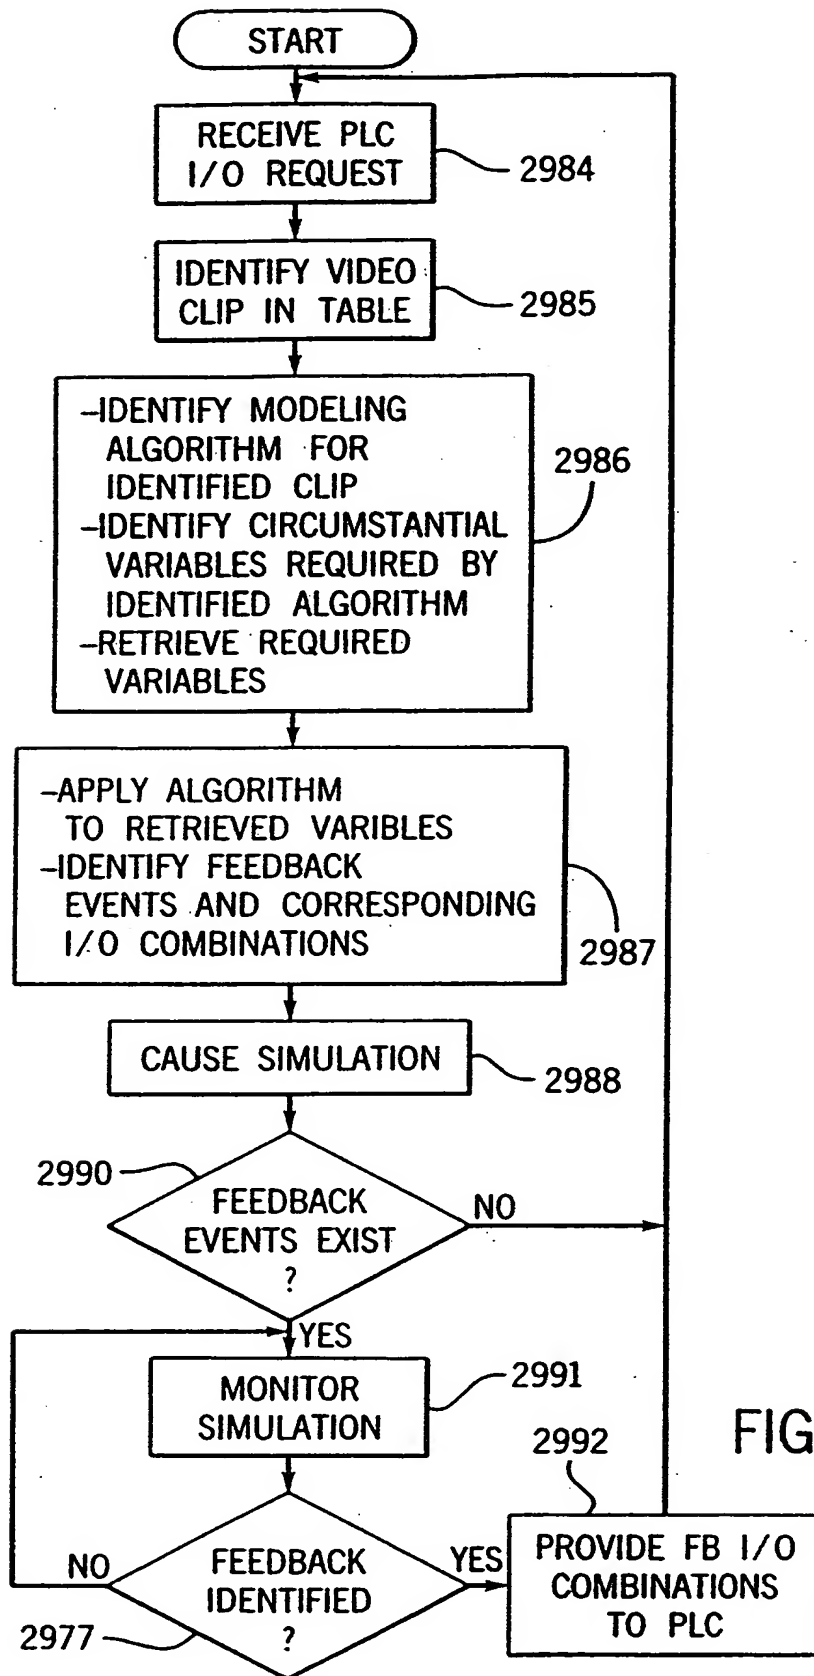 START
RECEIVE PLC
I/O REQUEST
2984
IDENTIFY VIDEO
CLIP IN TABLE
2985
-IDENTIFY MODELING
ALGORITHM FOR
IDENTIFIED CLIP
-IDENTIFY CIRCUMSTANTIAL
VARIABLES REQUIRED BY
IDENTIFIED ALGORITHM
-RETRIEVE REQUIRED
VARIABLES
2986
-APPLY ALGORITHM
TO RETRIEVED VARIBLES
-IDENTIFY FEEDBACK
EVENTS AND CORRESPONDING
I/O COMBINATIONS
2987
CAUSE SIMULATION
2988
2990
FEEDBACK
EVENTS EXIST
?
NO
YES
MONITOR
SIMULATION
2991
FIG
2992
NO
FEEDBACK
IDENTIFIED
?
YES
2977
PROVIDE FB I/O
COMBINATIONS
TO PLC